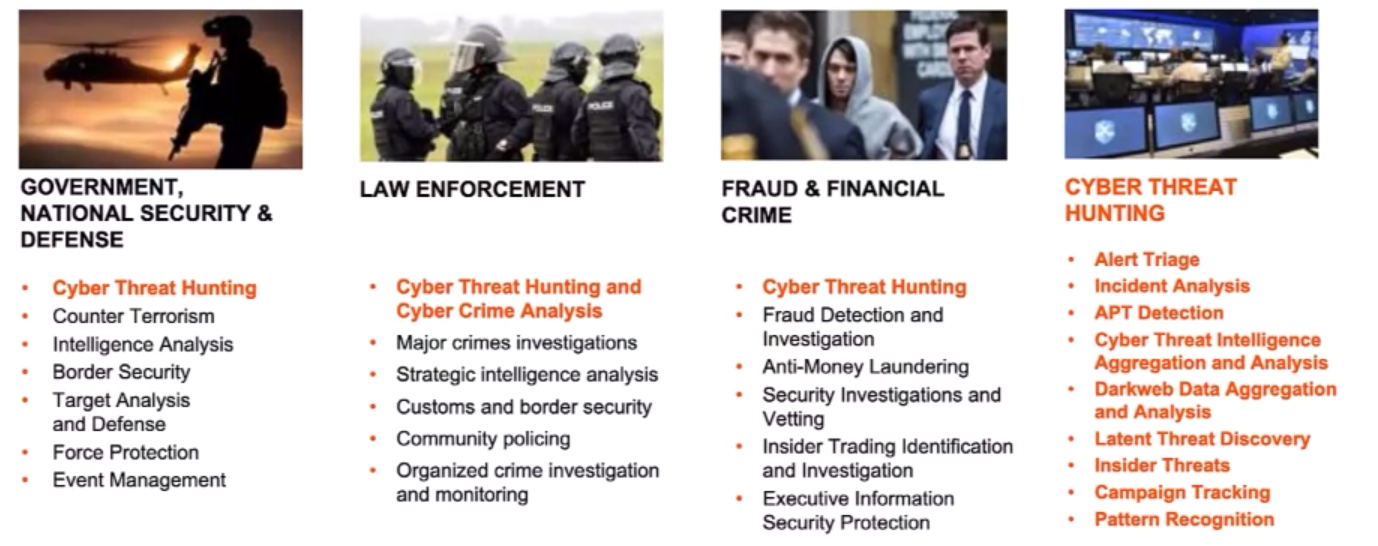 GOVERNMENT,
NATIONAL SECURITY &
DEFENSE
• Cyber Threat Hunting
• Counter Terrorism
• Intelligence Analysis
• Border Security
• Target Analysis
and Defense
• Force Protection
• Event Management
POLICE
POLICE
LAW ENFORCEMENT
• Cyber Threat Hunting and
Cyber Crime Analysis
• Major crimes investigations
• Strategic intelligence analysis
• Customs and border security
• Community policing
• Organized crime investigation
and monitoring
FRAUD & FINANCIAL
CRIME
• Cyber Threat Hunting
• Fraud Detection and
Investigation
• Anti-Money Laundering
• Security Investigations and
Vetting
• Insider Trading Identification
and Investigation
• Executive Information
Security Protection
CYBER THREAT
HUNTING
• Alert Triage
• Incident Analysis
• APT Detection
• Cyber Threat Intelligence
Aggregation and Analysis
• Darkweb Data Aggregation
and Analysis
• Latent Threat Discovery
• Insider Threats
• Campaign Tracking
• Pattern Recognition